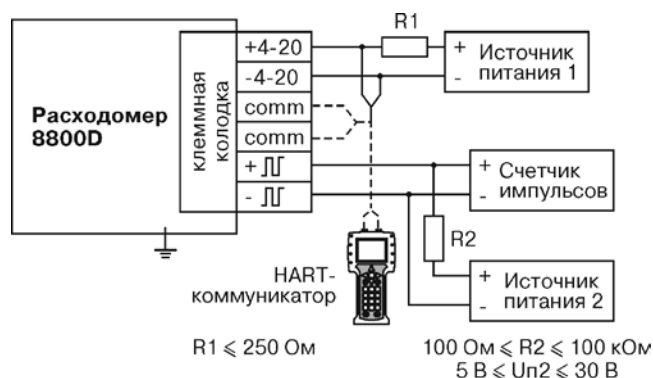 R1
+4-20
-4-20
comm
comm
+
-
клеммная
колодка
Расходомер
8800D
+
-
Источник
питания 1
+
-
Счетчик
импульсов
R2
+
-
Источник
питания 2
HART-
коммуникатор
R1 ⩽ 250 Ом
100 Ом ⩽ R2 ⩽ 100 кОм
5 В ⩽ Uп2 ⩽ 30 В